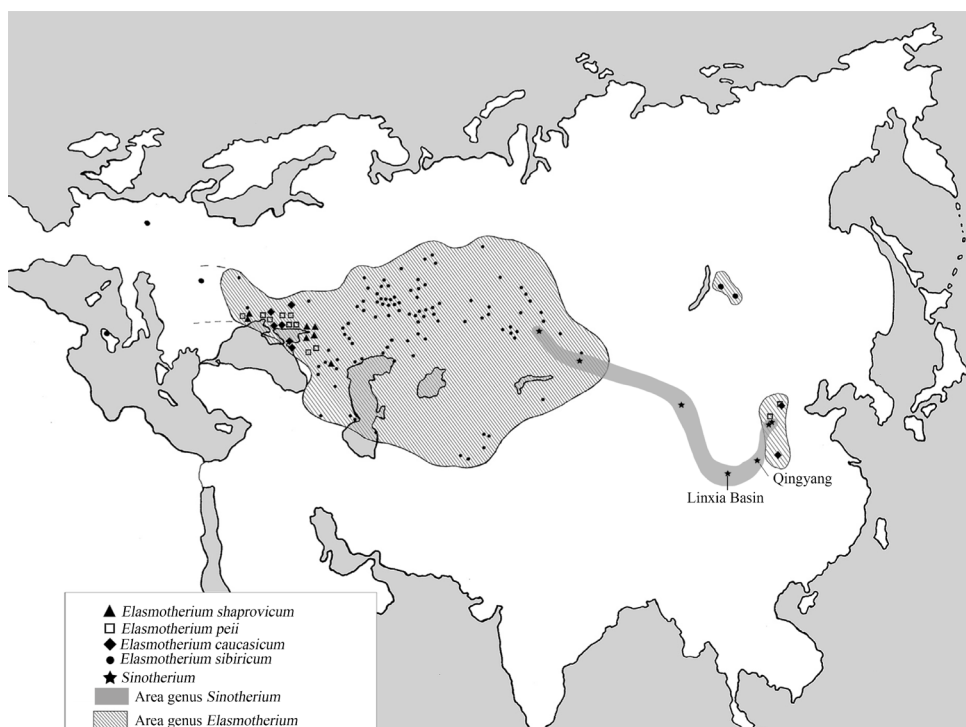 Qingyang
Linxia Basin
Elasmotherium shaprovicum
Elasmotherium peii
Elasmotherium caucasicum
Elasmotherium sibiricum
Sinotherium
Area genus Sinotherium
Area genus Elasmotherium